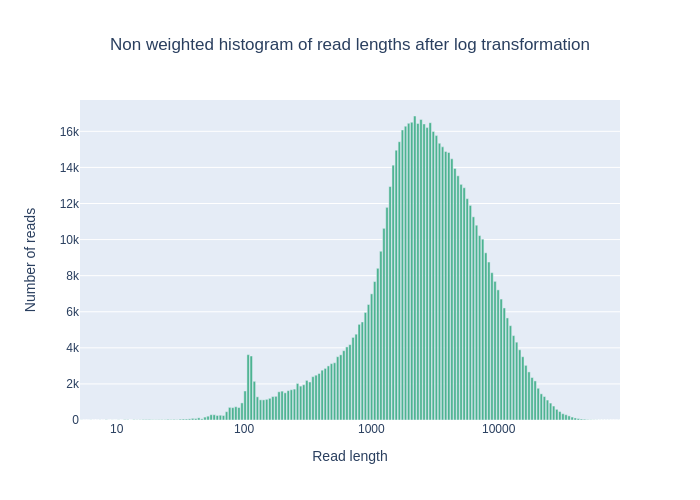 Non weighted histogram of read lengths after log transformation
16k
14k
12k
10k
8k
6k
4k
2k
0
Number of reads
10
100
1000
10000
Read length